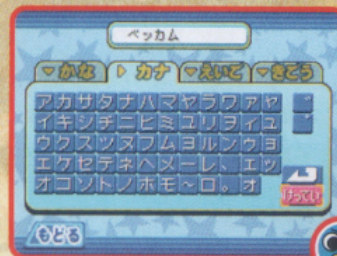 ベッカム
▼かな ▶カナ ▼えいご ▼きごう
アカサタナハマヤラワァャ゛
イキシチニヒミユリヲィュ゜
ウクスツヌフムヨルンゥョ
エケセテネヘメーレ、ェッ
オコソトノホモ～ロ。ォ
けってい
もどる